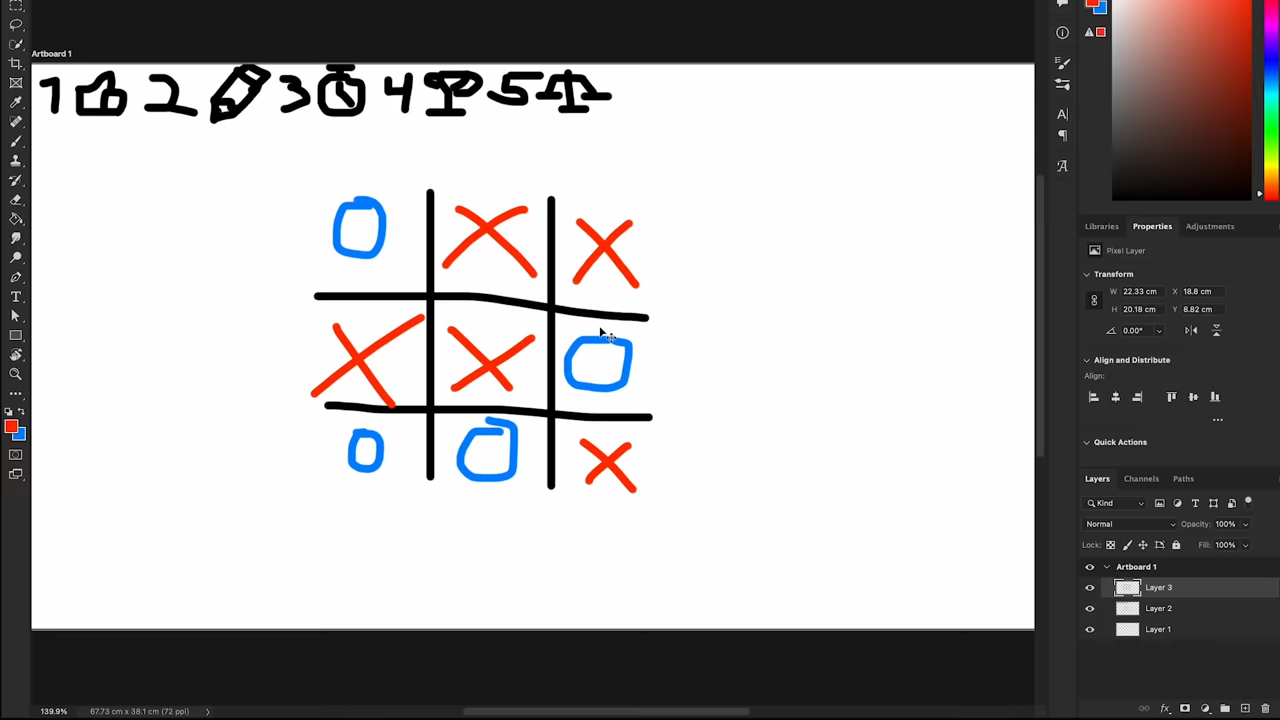 Artboard 1
1 2 3 4 5
O X X
X X O
O O X
Libraries Properties Adjustments
Pixel Layer
Transform
W 22.33 cm X 18.8 cm
H 20.18 cm Y 8.82 cm
0.00°
Align and Distribute
Align:
Quick Actions
Layers Channels Paths
Kind
Normal Opacity: 100%
Lock: Fill: 100%
Artboard 1
Layer 3
Layer 2
Layer 1
139.9% 67.73 cm x 38.1 cm (72 ppi)